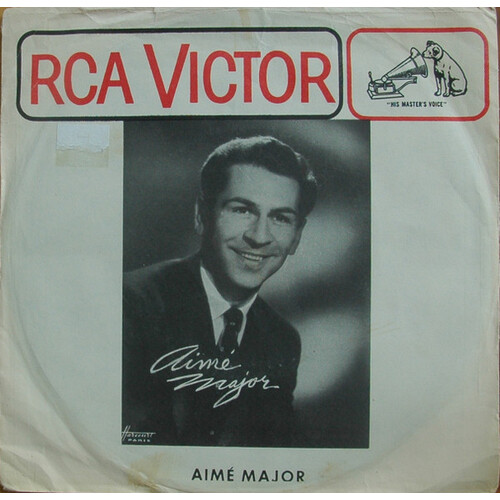 RCA VICTOR
"HIS MASTER'S VOICE"
Aimé
Major
Harcourt
PARIS
AIMÉ MAJOR